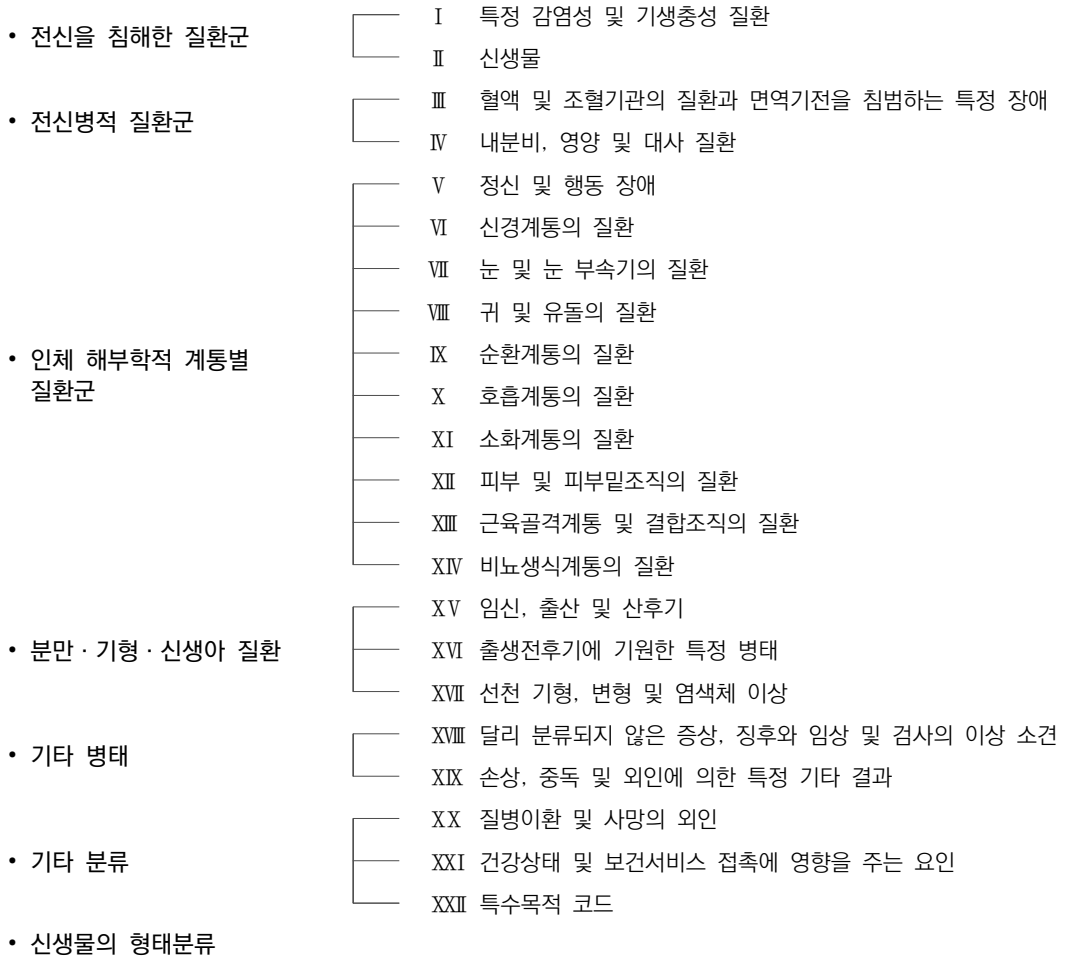 • 전신을 침해한 질환군
Ⅰ 특정 감염성 및 기생충성 질환
Ⅱ 신생물
• 전신병적 질환군
Ⅲ 혈액 및 조혈기관의 질환과 면역기전을 침범하는 특정 장애
Ⅳ 내분비, 영양 및 대사 질환
• 인체 해부학적 계통별
질환군
Ⅴ 정신 및 행동 장애
Ⅵ 신경계통의 질환
Ⅶ 눈 및 눈 부속기의 질환
Ⅷ 귀 및 유돌의 질환
Ⅸ 순환계통의 질환
Ⅹ 호흡계통의 질환
ⅩⅠ 소화계통의 질환
ⅩⅡ 피부 및 피부밑조직의 질환
ⅩⅢ 근육골격계통 및 결합조직의 질환
ⅩⅣ 비뇨생식계통의 질환
• 분만·기형·신생아 질환
ⅩⅤ 임신, 출산 및 산후기
ⅩⅥ 출생전후기에 기원한 특정 병태
ⅩⅦ 선천 기형, 변형 및 염색체 이상
• 기타 병태
ⅩⅧ 달리 분류되지 않은 증상, 징후와 임상 및 검사의 이상 소견
ⅩⅨ 손상, 중독 및 외인에 의한 특정 기타 결과
• 기타 분류
ⅩⅩ 질병이환 및 사망의 외인
ⅩⅩⅠ 건강상태 및 보건서비스 접촉에 영향을 주는 요인
ⅩⅩⅡ 특수목적 코드
• 신생물의 형태분류